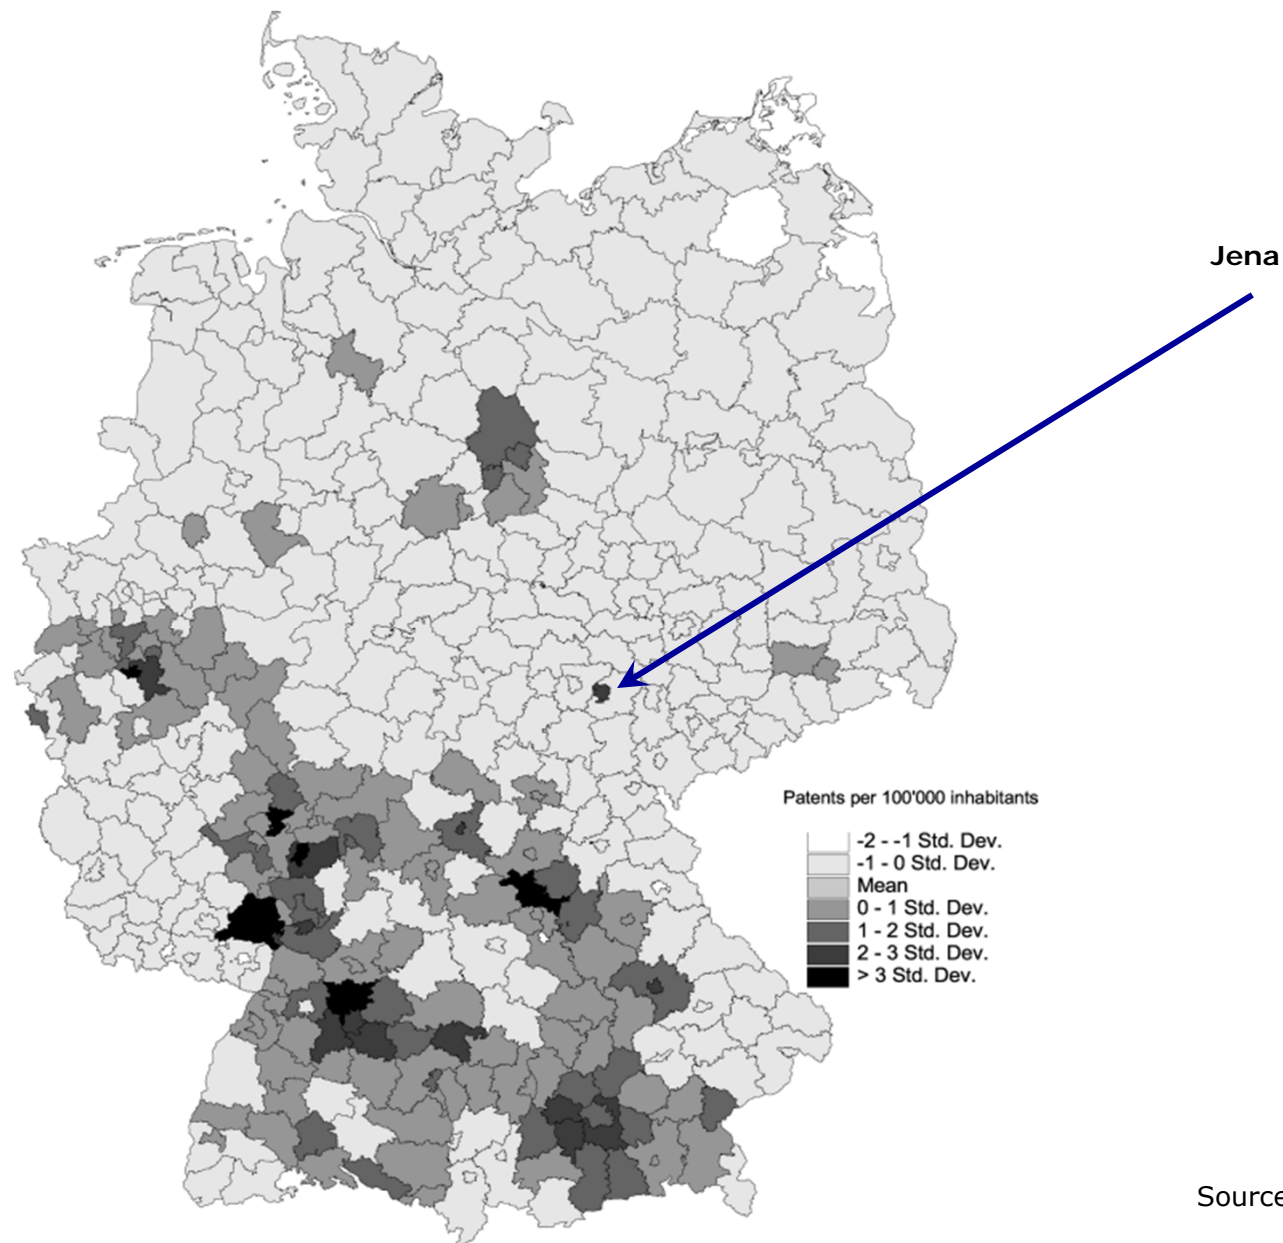 Jena
Patents per 100'000 inhabitants
-2 - -1 Std. Dev.
-1 - 0 Std. Dev.
Mean
0 - 1 Std. Dev.
1 - 2 Std. Dev.
2 - 3 Std. Dev.
> 3 Std. Dev.
Source